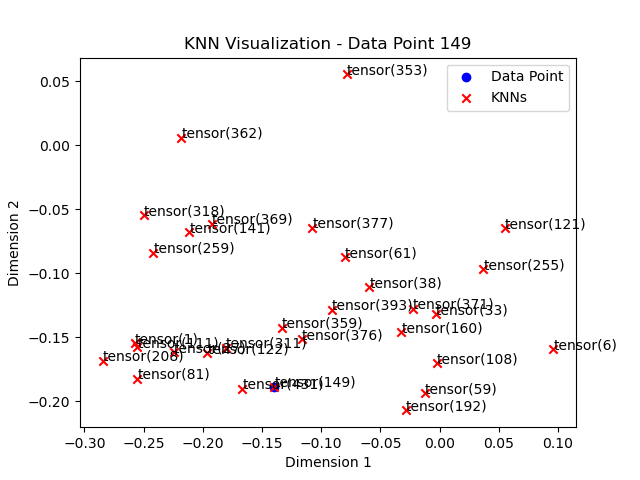 KNN Visualization - Data Point 149
Data Point
KNNs
Dimension 2
0.05
0.00
−0.05
−0.10
−0.15
−0.20
tensor(353)
tensor(362)
tensor(318)
tensor(369)
tensor(141)
tensor(377)
tensor(121)
tensor(259)
tensor(61)
tensor(255)
tensor(38)
tensor(393)
tensor(371)
tensor(33)
tensor(359)
tensor(160)
tensor(376)
tensor(1)
tensor(111)
tensor(311)
tensor(122)
tensor(6)
tensor(206)
tensor(108)
tensor(81)
tensor(431)
tensor(149)
tensor(59)
tensor(192)
−0.30
−0.25
−0.20
−0.15
−0.10
−0.05
0.00
0.05
0.10
Dimension 1